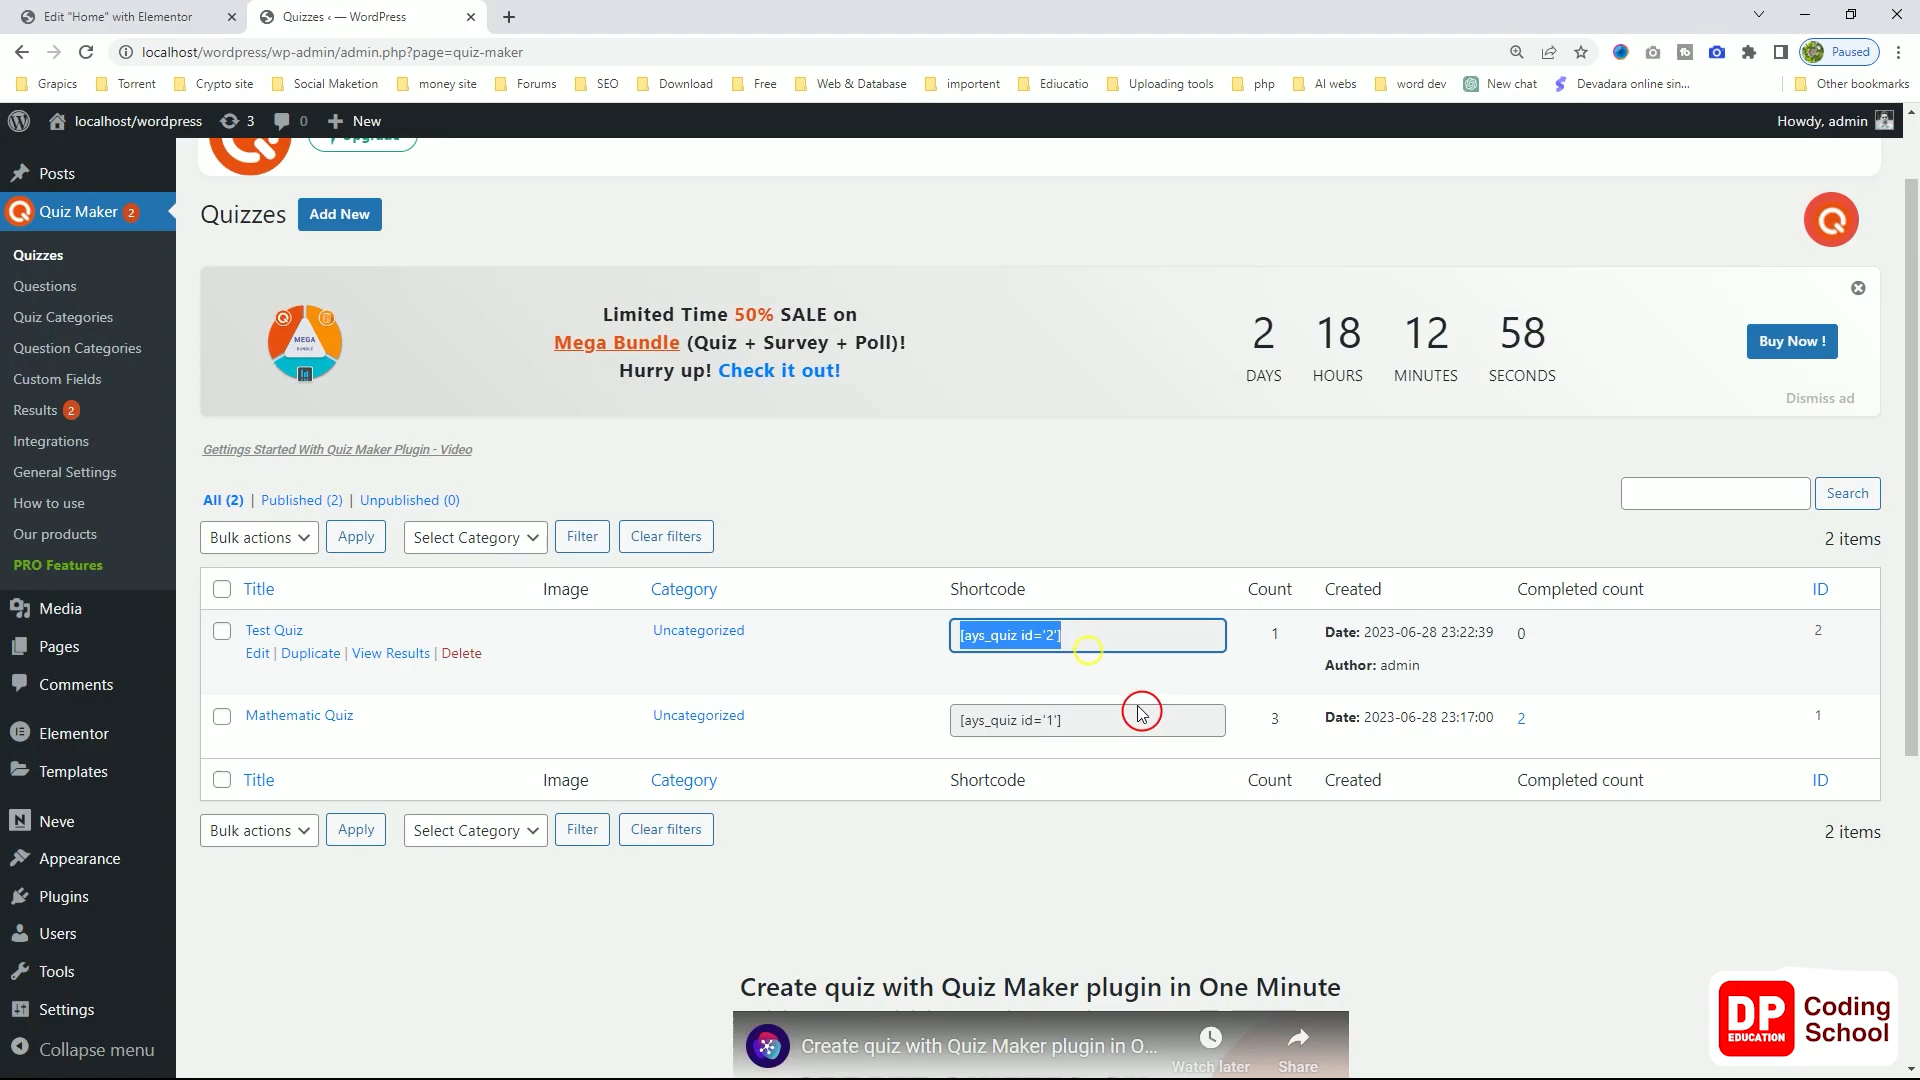 Edit "Home" with Elementor
Quizzes ‹ — WordPress
localhost/wordpress/wp-admin/admin.php?page=quiz-maker
Paused
Grapics
Torrent
Crypto site
Social Maketion
money site
Forums
SEO
Download
Free
Web & Database
importent
Eduicatio
Uploading tools
php
AI webs
word dev
New chat
Devadara online sin...
Other bookmarks
localhost/wordpress
3
0
New
Howdy, admin
Posts
Quiz Maker 2
Quizzes
Questions
Quiz Categories
Question Categories
Custom Fields
Results 2
Integrations
General Settings
How to use
Our products
PRO Features
Media
Pages
Comments
Elementor
Templates
Neve
Appearance
Plugins
Users
Tools
Settings
Collapse menu
Upgrade
Quizzes
Add New
MEGA
BUNDLE
Limited Time 50% SALE on
Mega Bundle (Quiz + Survey + Poll)!
Hurry up! Check it out!
2 18 12 58
DAYS HOURS MINUTES SECONDS
Buy Now !
Dismiss ad
Gettings Started With Quiz Maker Plugin - Video
All (2) | Published (2) | Unpublished (0)
Search
Bulk actions Apply Select Category Filter Clear filters
2 items
Title Image Category Shortcode Count Created Completed count ID
Test Quiz Uncategorized [ays_quiz id='2'] 1 Date: 2023-06-28 23:22:39 0 2
Edit | Duplicate | View Results | Delete
Author: admin
Mathematic Quiz Uncategorized [ays_quiz id='1'] 3 Date: 2023-06-28 23:17:00 2 1
Title Image Category Shortcode Count Created Completed count ID
Bulk actions Apply Select Category Filter Clear filters
2 items
Create quiz with Quiz Maker plugin in One Minute
Create quiz with Quiz Maker plugin in O...
Watch later
Share
DP
EDUCATION
Coding
School